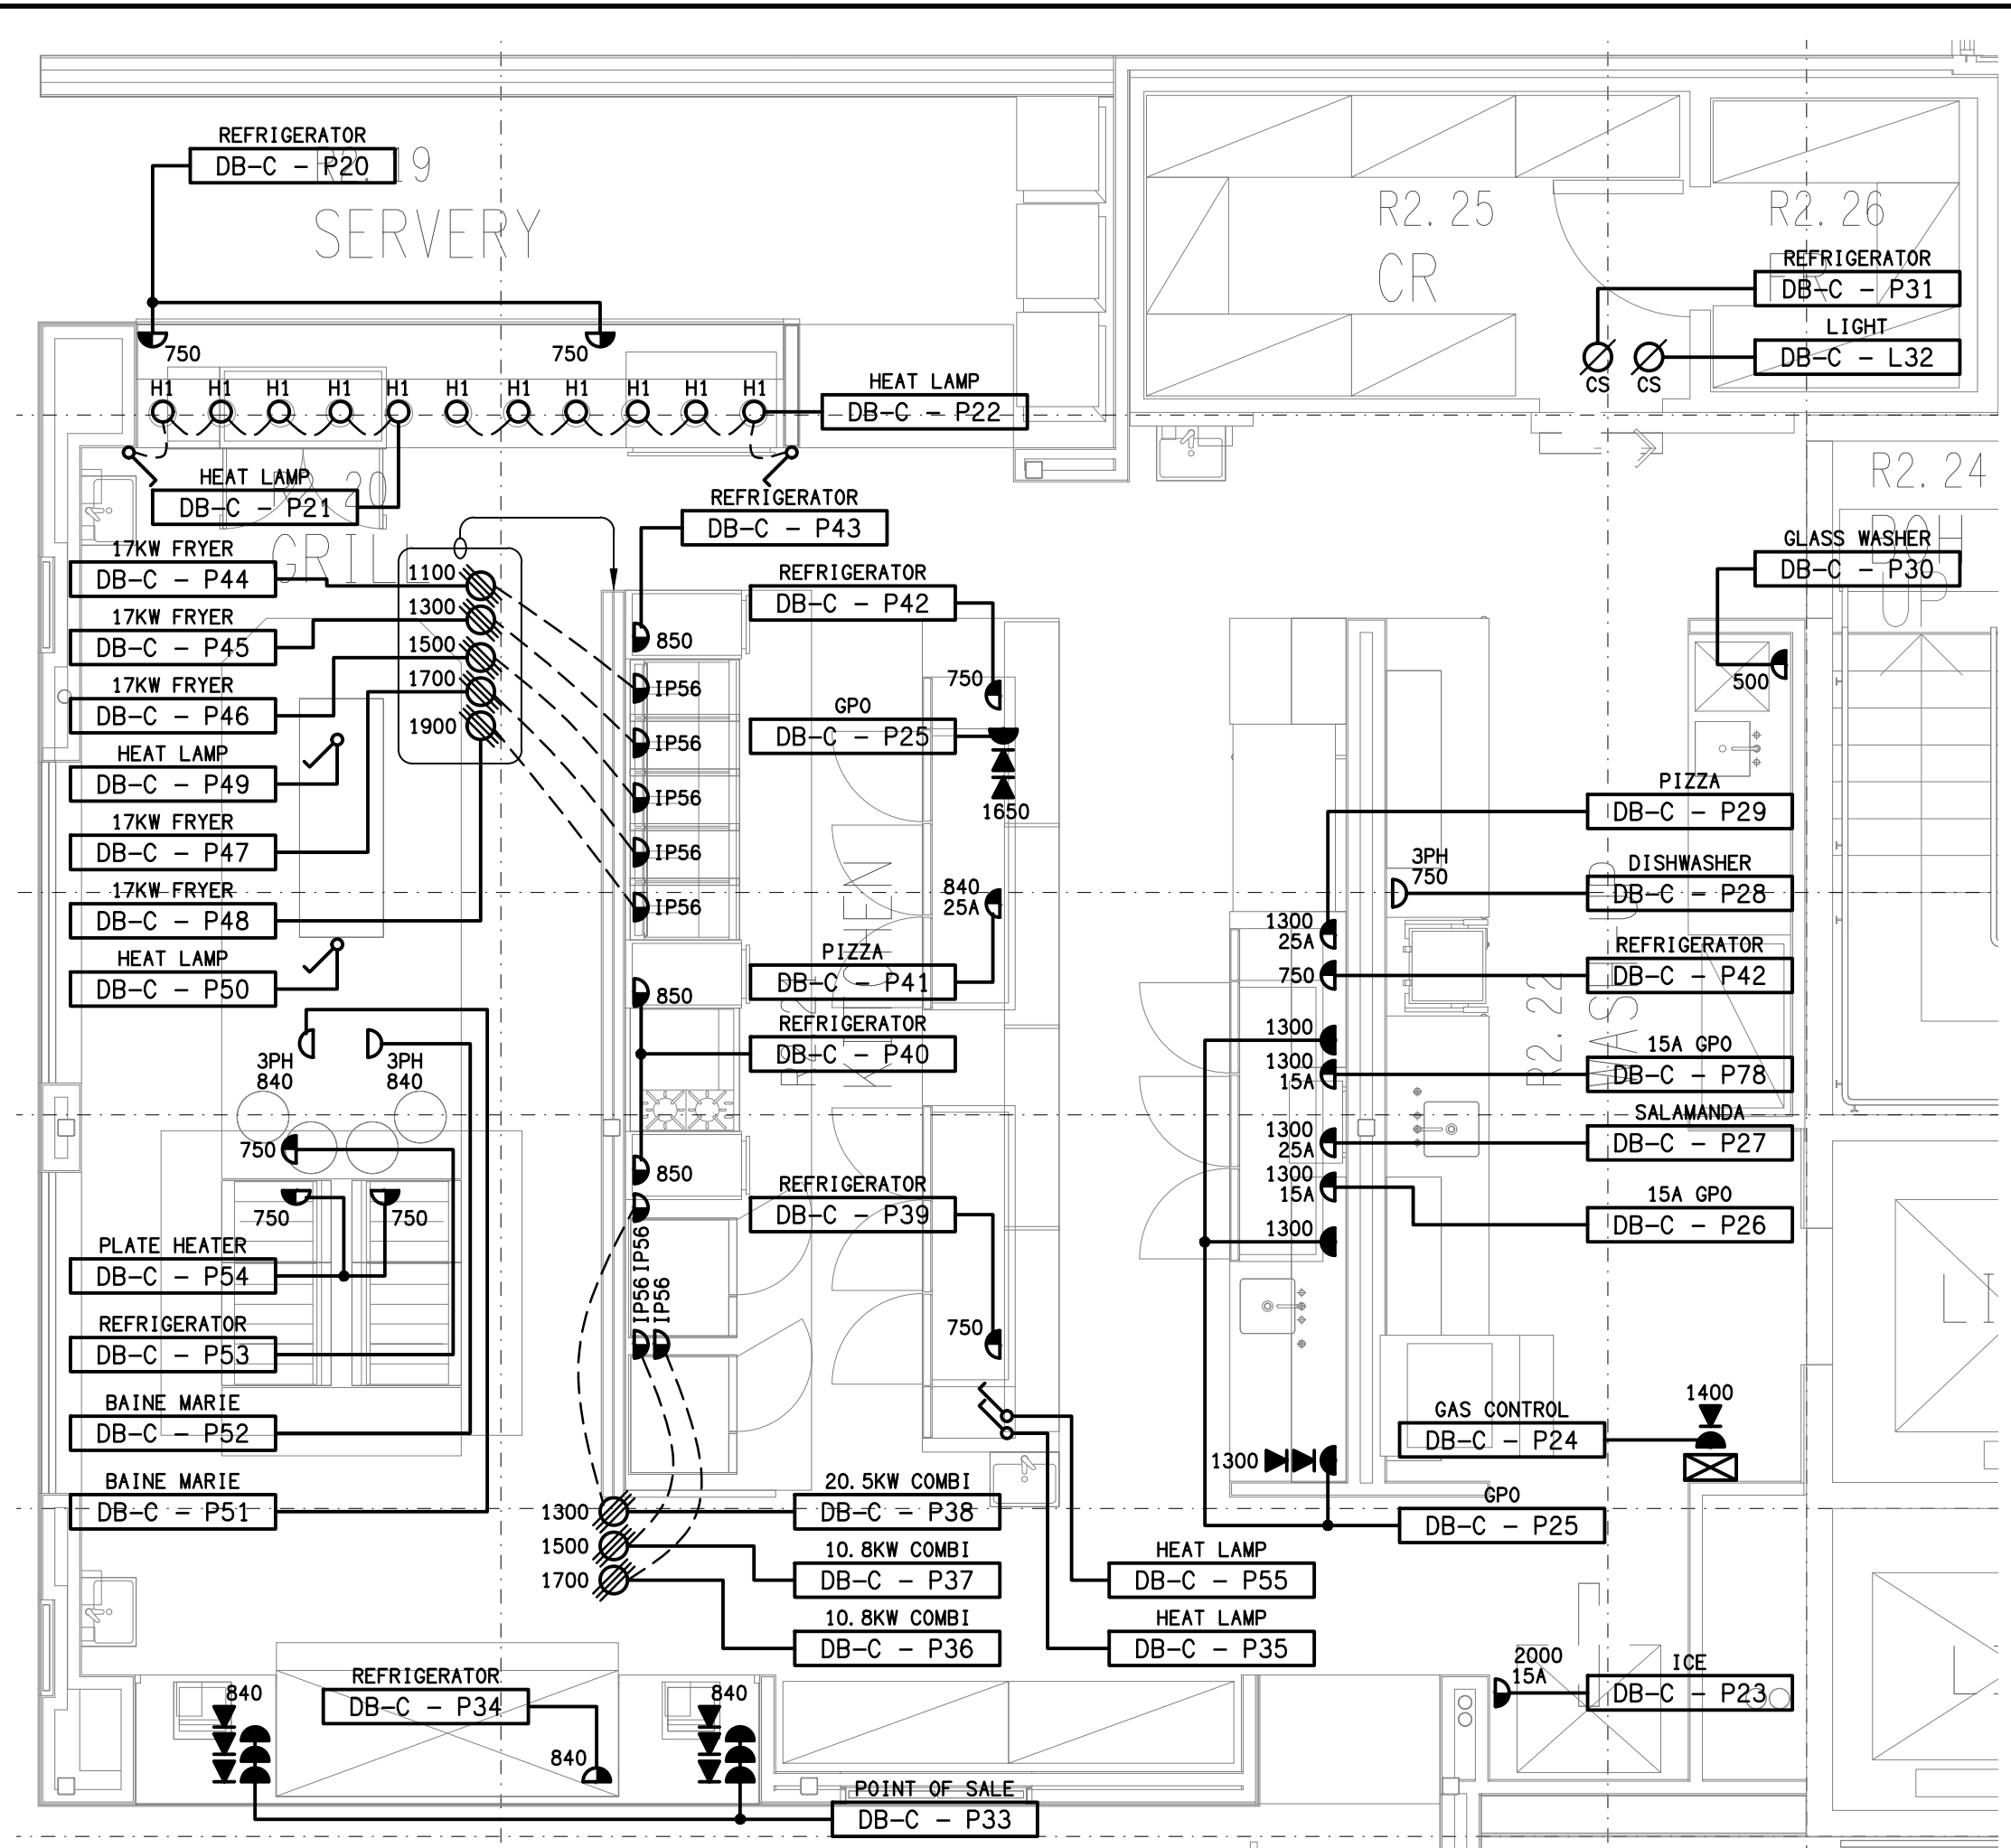 REFRIGERATOR
DB-C - P20
SERVERY
R2.25
CR
R2.26
REFRIGERATOR
DB-C - P31
LIGHT
DB-C - L32
CS
CS
750
750
H1
H1
H1
H1
H1
H1
H1
H1
H1
H1
H1
HEAT LAMP
DB-C - P22
HEAT LAMP
DB-C - P21
R2.24
GRILL
REFRIGERATOR
DB-C - P43
17KW FRYER
DB-C - P44
17KW FRYER
DB-C - P45
17KW FRYER
DB-C - P46
HEAT LAMP
DB-C - P49
17KW FRYER
DB-C - P47
17KW FRYER
DB-C - P48
HEAT LAMP
DB-C - P50
1100
1300
1500
1700
1900
850
IP56
IP56
IP56
IP56
IP56
850
850
REFRIGERATOR
DB-C - P42
750
GPO
DB-C - P25
1650
840
25A
PIZZA
DB-C - P41
REFRIGERATOR
DB-C - P40
KITCHEN
REFRIGERATOR
DB-C - P39
750
GLASS WASHER
DB-C - P30
UP
500
PIZZA
DB-C - P29
3PH
750
DISHWASHER
DB-C - P28
1300
25A
REFRIGERATOR
DB-C - P42
750
R2.22
1300
1300
15A
15A GPO
DB-C - P78
SALAMANDA
DB-C - P27
1300
25A
1300
15A
15A GPO
DB-C - P26
1300
3PH
840
3PH
840
750
750
750
PLATE HEATER
DB-C - P54
REFRIGERATOR
DB-C - P53
BAINE MARIE
DB-C - P52
BAINE MARIE
DB-C - P51
IP56
IP56
IP56
1300
1500
1700
20.5KW COMBI
DB-C - P38
10.8KW COMBI
DB-C - P37
10.8KW COMBI
DB-C - P36
HEAT LAMP
DB-C - P55
HEAT LAMP
DB-C - P35
1400
GAS CONTROL
DB-C - P24
1300
GPO
DB-C - P25
2000
15A
ICE
DB-C - P23
840
REFRIGERATOR
DB-C - P34
840
840
POINT OF SALE
DB-C - P33